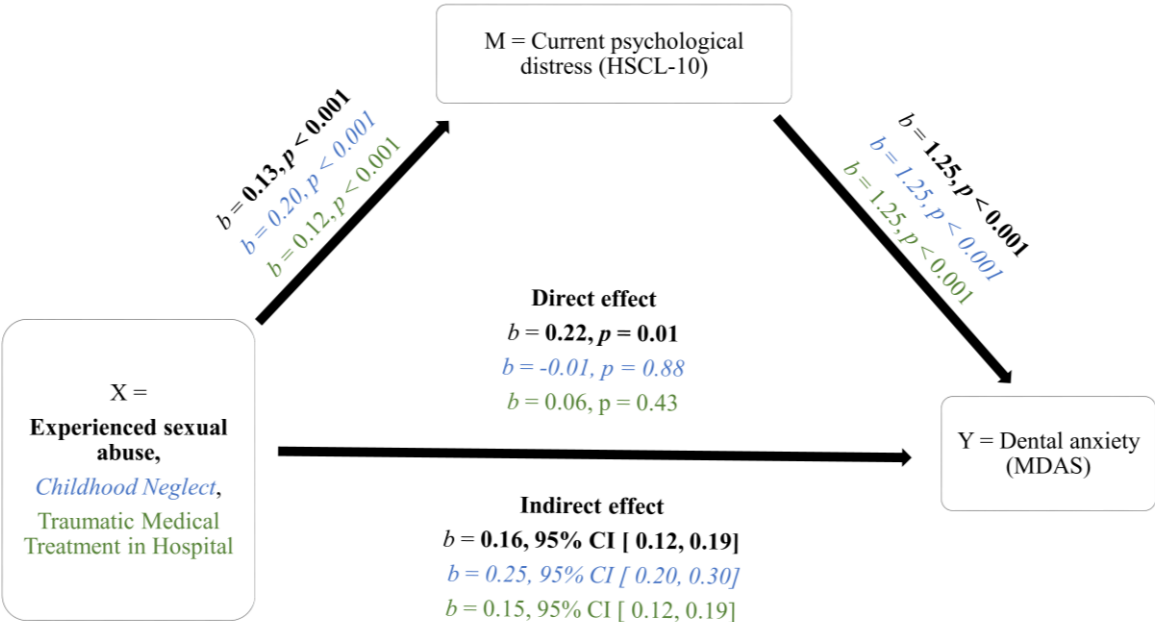 M = Current psychological
distress (HSCL-10)
b = 0.13, p < 0.001
b = 0.20, p < 0.001
b = 0.12, p < 0.001
b = 1.25, p < 0.001
b = 1.25, p < 0.001
b = 1.25, p < 0.001
Direct effect
b = 0.22, p = 0.01
b = -0.01, p = 0.88
b = 0.06, p = 0.43
X =
Experienced sexual
abuse,
Childhood Neglect,
Traumatic Medical
Treatment in Hospital
Y = Dental anxiety
(MDAS)
Indirect effect
b = 0.16, 95% CI [ 0.12, 0.19]
b = 0.25, 95% CI [ 0.20, 0.30]
b = 0.15, 95% CI [ 0.12, 0.19]